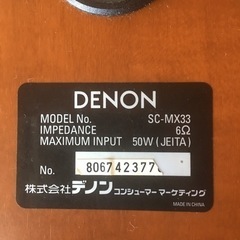 DENON
MODEL No. SC-MX33
IMPEDANCE 6Ω
MAXIMUM INPUT 50W (JEITA)
No. 8067423770
株式会社デノン コンシューマー マーケティング
MADE IN CHINA